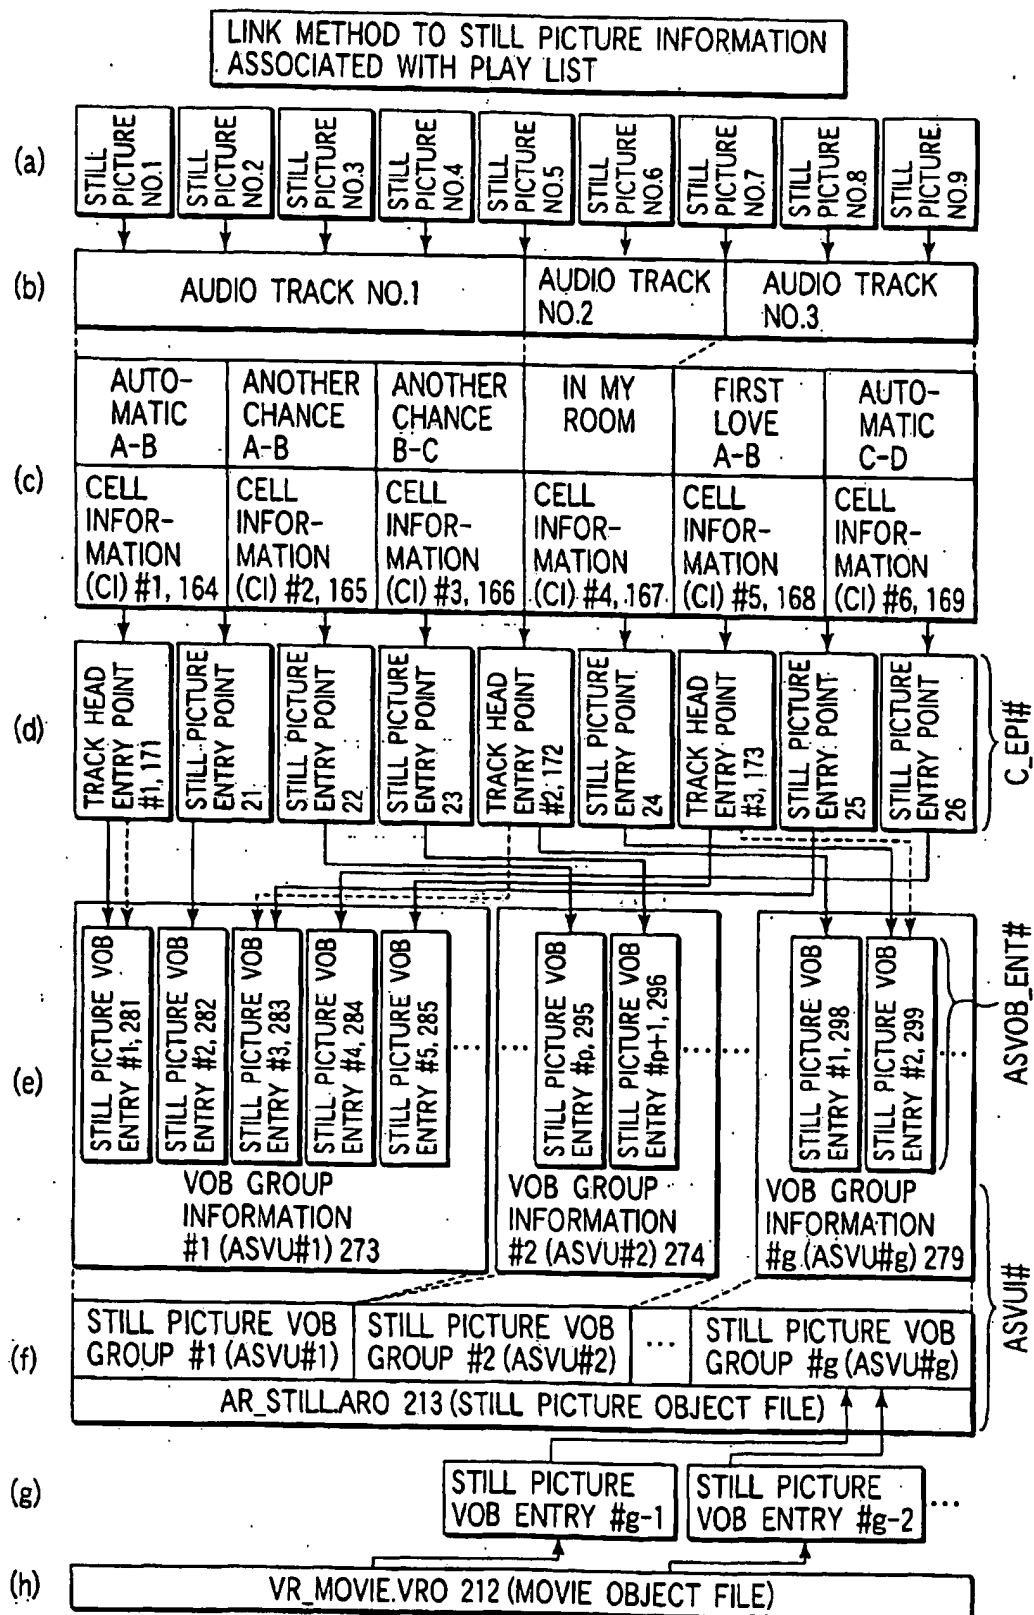 LINK METHOD TO STILL PICTURE INFORMATION
ASSOCIATED WITH PLAY LIST
(a)
STILL
PICTURE
NO.1
STILL
PICTURE
NO.2
STILL
PICTURE
NO.3
STILL
PICTURE
NO.4
STILL
PICTURE
NO.5
STILL
PICTURE
NO.6
STILL
PICTURE
NO.7
STILL
PICTURE
NO.8
STILL
PICTURE
NO.9
(b)
AUDIO TRACK NO.1
AUDIO TRACK
NO.2
AUDIO TRACK
NO.3
(c)
AUTO-
MATIC
A-B
ANOTHER
CHANCE
A-B
ANOTHER
CHANCE
B-C
IN MY
ROOM
FIRST
LOVE
A-B
AUTO-
MATIC
C-D
CELL
INFOR-
MATION
(CI) #1, 164
CELL
INFOR-
MATION
(CI) #2, 165
CELL
INFOR-
MATION
(CI) #3, 166
CELL
INFOR-
MATION
(CI) #4, 167
CELL
INFOR-
MATION
(CI) #5, 168
CELL
INFOR-
MATION
(CI) #6, 169
(d)
TRACK HEAD
ENTRY POINT
#1, 171
STILL PICTURE
ENTRY POINT
21
STILL PICTURE
ENTRY POINT
22
STILL PICTURE
ENTRY POINT
23
TRACK HEAD
ENTRY POINT
#2, 172
STILL PICTURE
ENTRY POINT
24
TRACK HEAD
ENTRY POINT
#3, 173
STILL PICTURE
ENTRY POINT
25
STILL PICTURE
ENTRY POINT
26
C_EPI#
(e)
STILL PICTURE VOB
ENTRY #1, 281
STILL PICTURE VOB
ENTRY #2, 282
STILL PICTURE VOB
ENTRY #3, 283
STILL PICTURE VOB
ENTRY #4, 284
STILL PICTURE VOB
ENTRY #5, 285
STILL PICTURE VOB
ENTRY #p, 295
STILL PICTURE VOB
ENTRY #p+1, 296
STILL PICTURE VOB
ENTRY #1, 298
STILL PICTURE VOB
ENTRY #2, 299
ASVOB_ENT#
VOB GROUP
INFORMATION
#1 (ASVU#1) 273
VOB GROUP
INFORMATION
#2 (ASVU#2) 274
VOB GROUP
INFORMATION
#g (ASVU#g) 279
ASVUI#
(f)
STILL PICTURE VOB
GROUP #1 (ASVU#1)
STILL PICTURE VOB
GROUP #2 (ASVU#2)
...
STILL PICTURE VOB
GROUP #g (ASVU#g)
AR_STILL.ARO 213 (STILL PICTURE OBJECT FILE)
(g)
STILL PICTURE
VOB ENTRY #g-1
STILL PICTURE
VOB ENTRY #g-2
....
(h)
VR_MOVIE.VRO 212 (MOVIE OBJECT FILE)